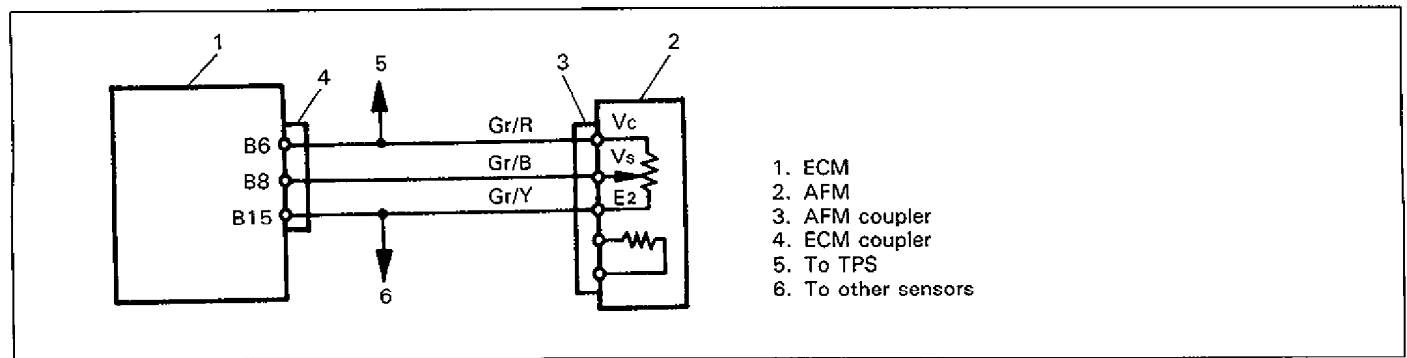 1
2
3
4
5
6
B6
B8
B15
Gr/R
Gr/B
Gr/Y
Vc
Vs
E2
1. ECM
2. AFM
3. AFM coupler
4. ECM coupler
5. To TPS
6. To other sensors